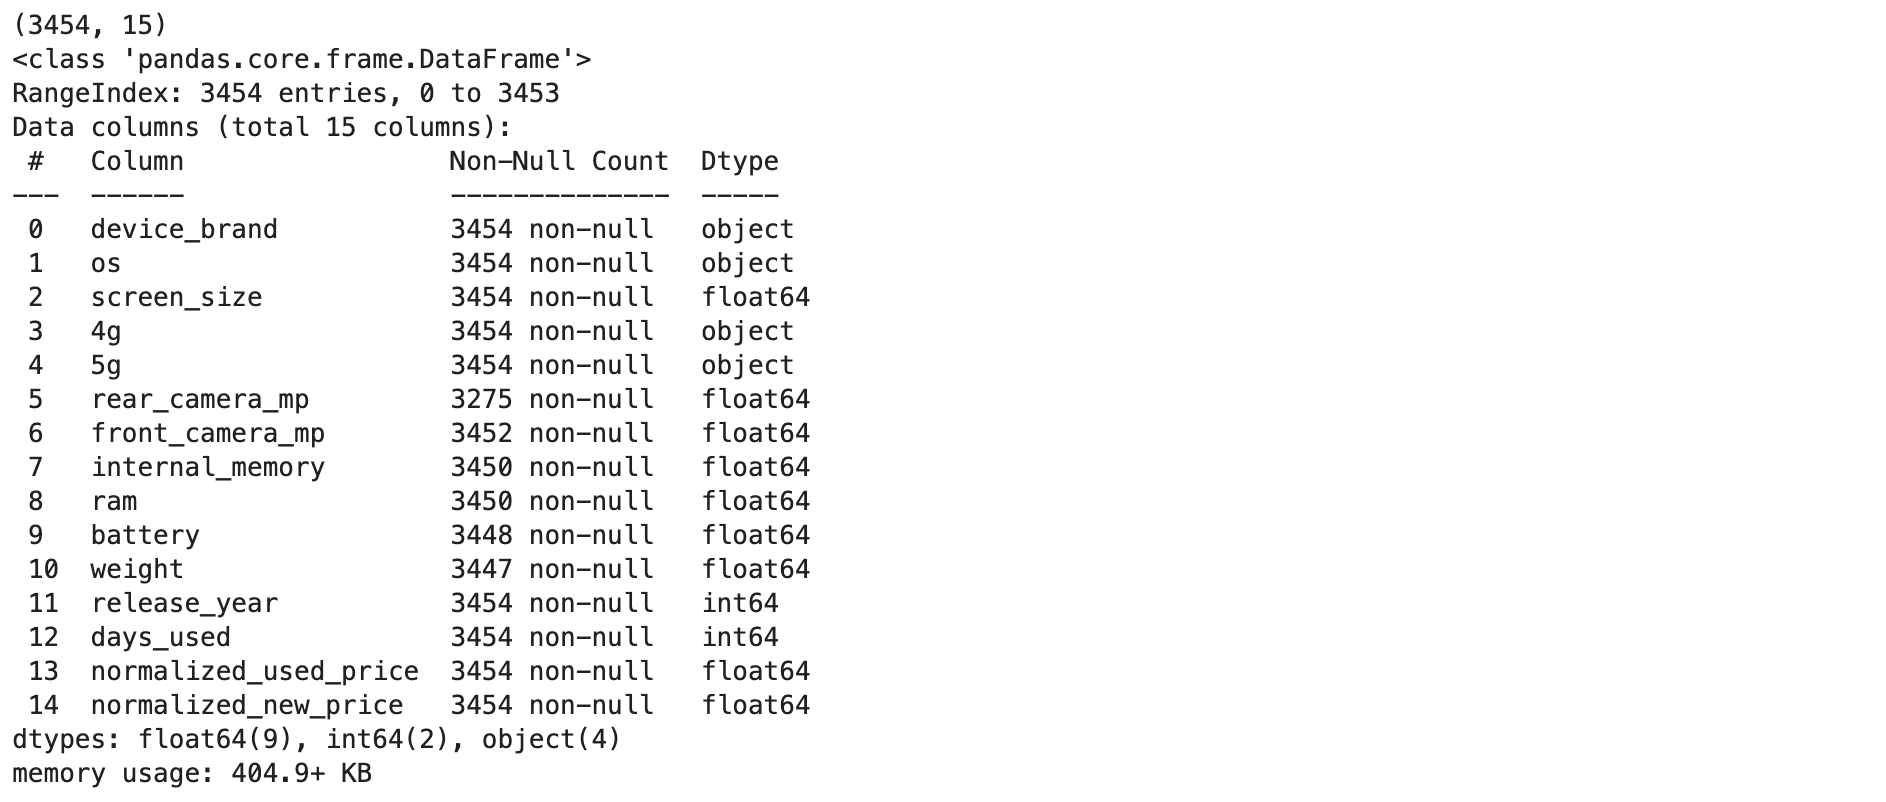 (3454, 15)
<class 'pandas.core.frame.DataFrame'>
RangeIndex: 3454 entries, 0 to 3453
Data columns (total 15 columns):
 #   Column                 Non-Null Count  Dtype
---  ------                 --------------  -----
 0   device_brand           3454 non-null   object
 1   os                     3454 non-null   object
 2   screen_size            3454 non-null   float64
 3   4g                     3454 non-null   object
 4   5g                     3454 non-null   object
 5   rear_camera_mp         3275 non-null   float64
 6   front_camera_mp        3452 non-null   float64
 7   internal_memory        3450 non-null   float64
 8   ram                    3450 non-null   float64
 9   battery                3448 non-null   float64
 10  weight                 3447 non-null   float64
 11  release_year           3454 non-null   int64
 12  days_used              3454 non-null   int64
 13  normalized_used_price  3454 non-null   float64
 14  normalized_new_price   3454 non-null   float64
dtypes: float64(9), int64(2), object(4)
memory usage: 404.9+ KB